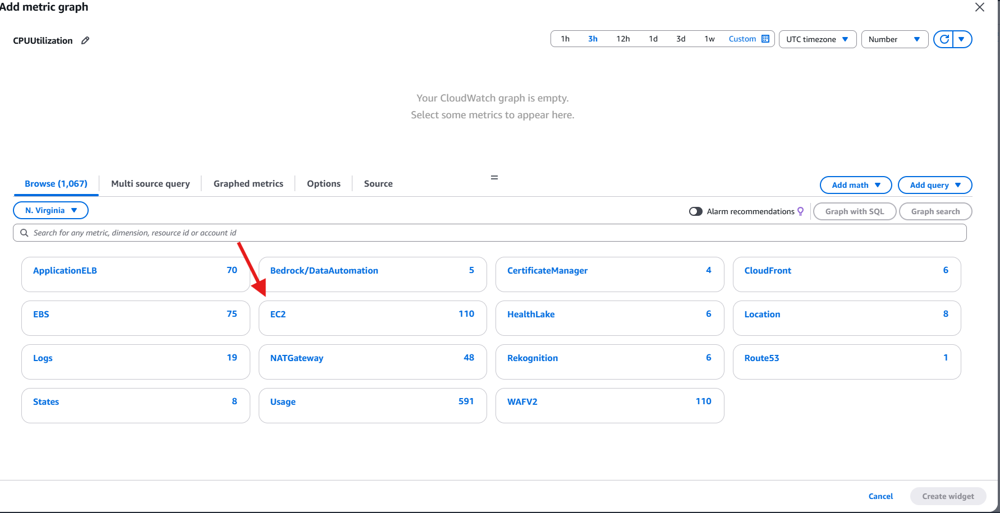 Add metric graph
CPUUtilization
1h 3h 12h 1d 3d 1w Custom
UTC timezone
Number
Your CloudWatch graph is empty.
Select some metrics to appear here.
Browse (1,067) Multi source query Graphed metrics Options Source
Add math
Add query
N. Virginia
Alarm recommendations
Graph with SQL
Graph search
Search for any metric, dimension, resource id or account id
ApplicationELB 70
Bedrock/DataAutomation 5
CertificateManager 4
CloudFront 6
EBS 75
EC2 110
HealthLake 6
Location 8
Logs 19
NATGateway 48
Rekognition 6
Route53 1
States 8
Usage 591
WAFV2 110
Cancel
Create widget